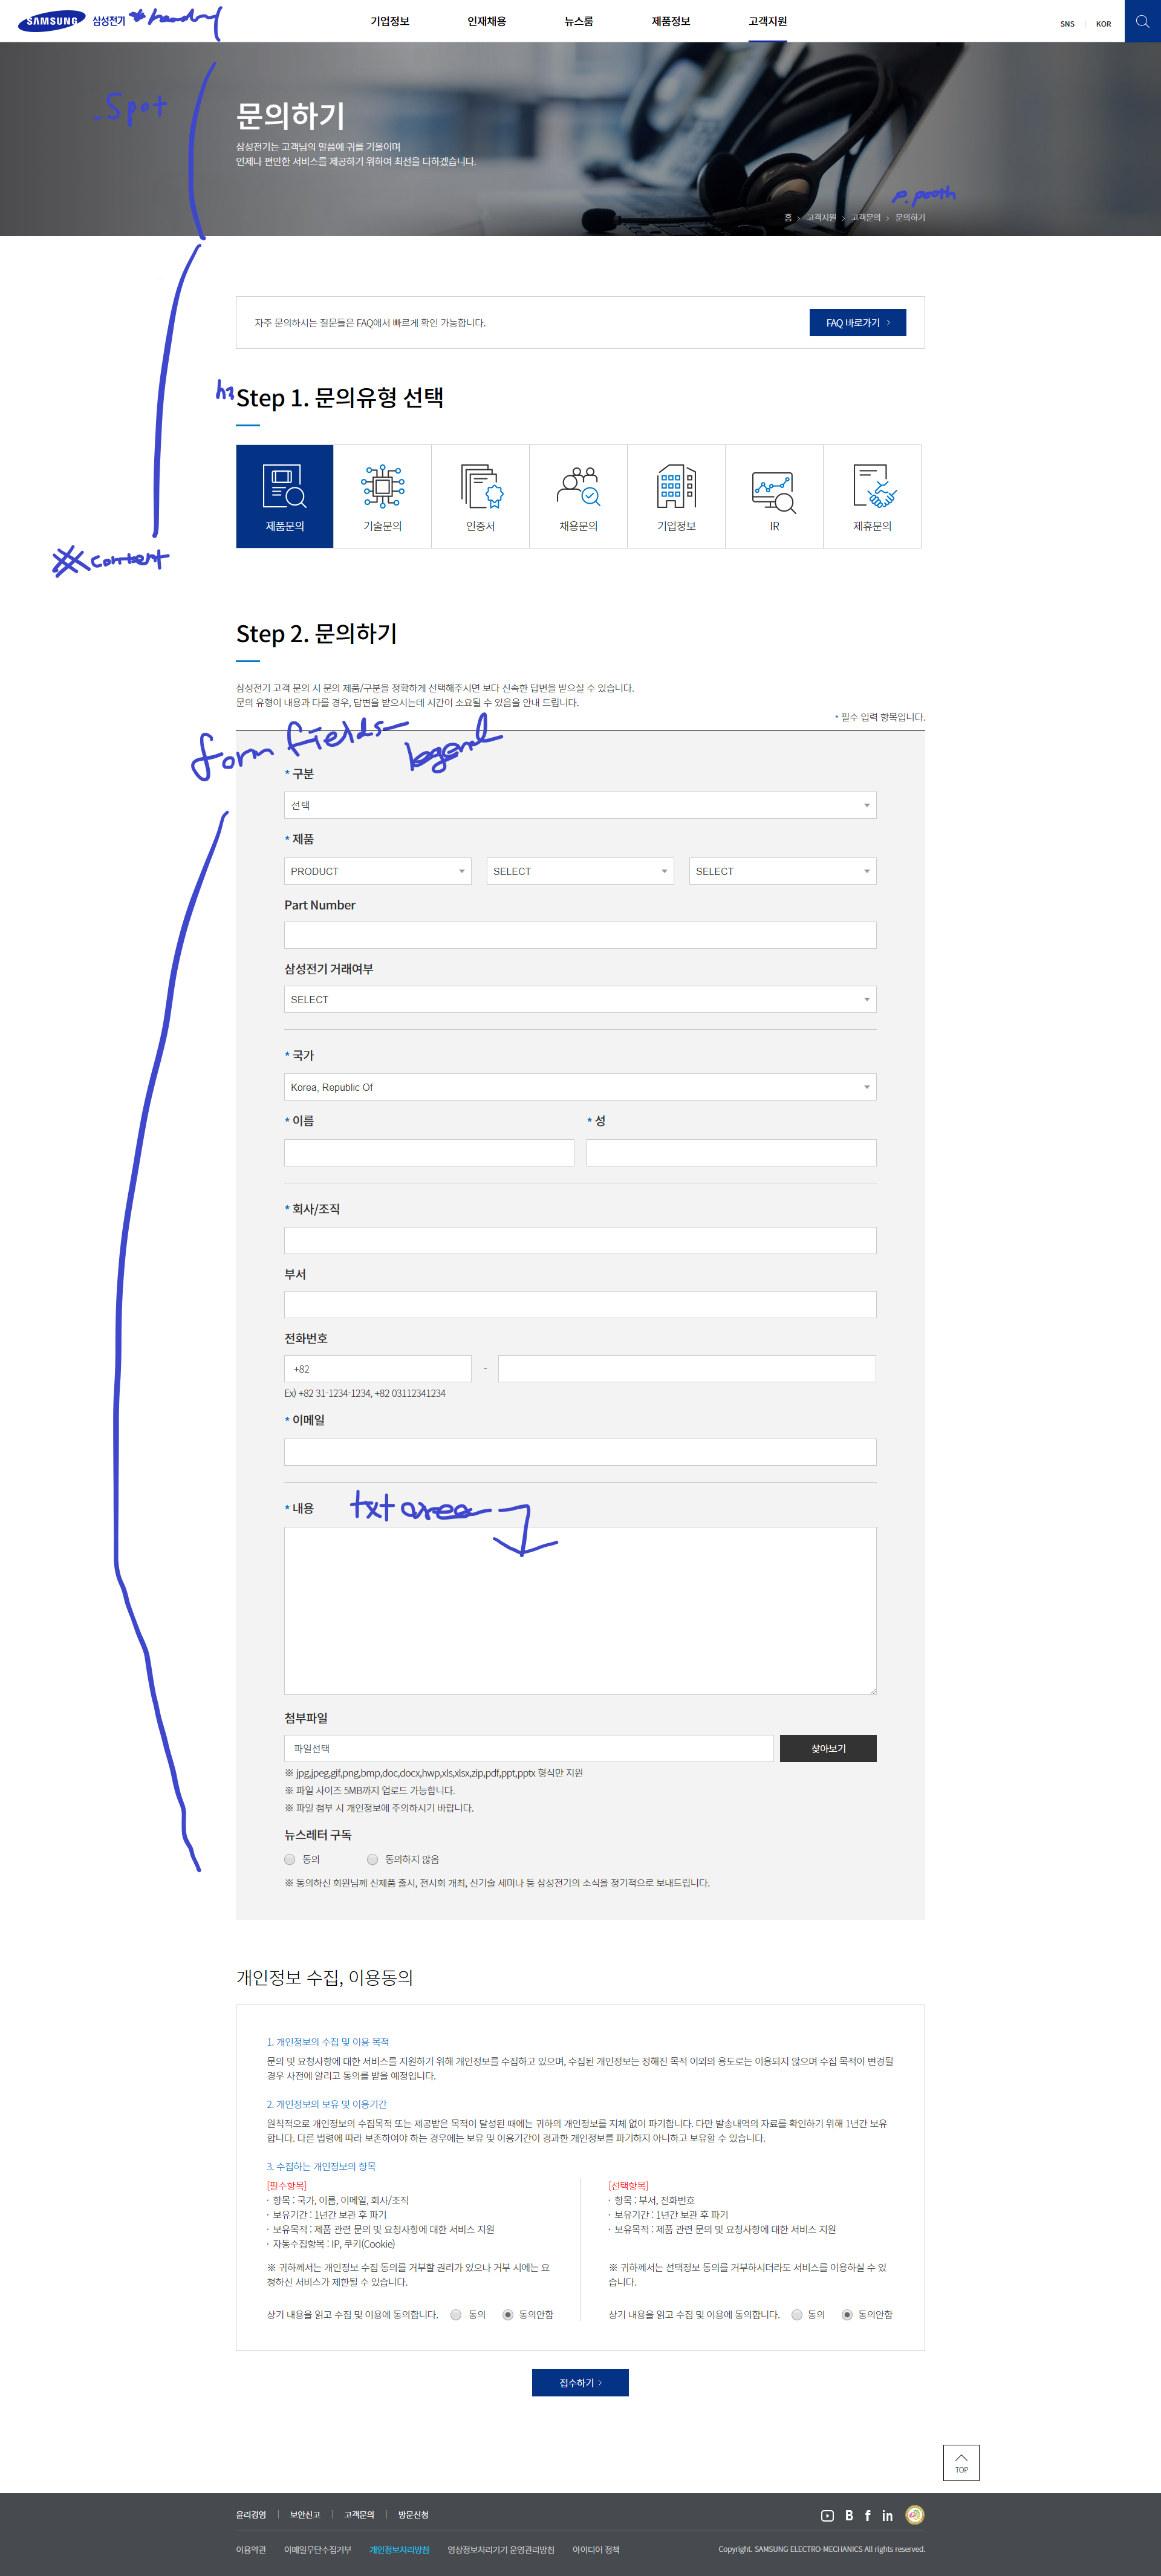 SAMSUNG 삼성전기 기업정보 인재채용 뉴스룸 제품정보 고객지원 SNS KOR
.Spot
문의하기
삼성전기는 고객님의 말씀에 귀를 기울이며
언제나 편안한 서비스를 제공하기 위하여 최선을 다하겠습니다.
홈 > 고객지원 > 고객문의 > 문의하기
자주 문의하시는 질문들은 FAQ에서 빠르게 확인 가능합니다. FAQ 바로가기 >
Step 1. 문의유형 선택
제품문의 기술문의 인증서 채용문의 기업정보 IR 제휴문의
content
Step 2. 문의하기
삼성전기 고객 문의 시 문의 제품/구분을 정확하게 선택해주시면 보다 신속한 답변을 받으실 수 있습니다.
문의 유형이 내용과 다를 경우, 답변을 받으시는데 시간이 소요될 수 있음을 안내 드립니다.
* 필수 입력 항목입니다.
form fields legend
* 구분
선택
* 제품
PRODUCT SELECT SELECT
Part Number
삼성전기 거래여부
SELECT
* 국가
Korea, Republic Of
* 이름 * 성
* 회사/조직
부서
전화번호
+82 -
Ex) +82 31-1234-1234, +82 03112341234
* 이메일
* 내용 txt area
첨부파일
파일선택 찾아보기
※ jpg,jpeg,gif,png,bmp,doc,docx,hwp,xls,xlsx,zip,pdf,ppt,pptx 형식만 지원
※ 파일 사이즈 5MB까지 업로드 가능합니다.
※ 파일 첨부 시 개인정보에 주의하시기 바랍니다.
뉴스레터 구독
동의 동의하지 않음
※ 동의하신 회원님께 신제품 출시, 전시회 개최, 신기술 세미나 등 삼성전기의 소식을 정기적으로 보내드립니다.
개인정보 수집, 이용동의
1. 개인정보의 수집 및 이용 목적
문의 및 요청사항에 대한 서비스를 지원하기 위해 개인정보를 수집하고 있으며, 수집된 개인정보는 정해진 목적 이외의 용도로는 이용되지 않으며 수집 목적이 변경될
경우 사전에 알리고 동의를 받을 예정입니다.
2. 개인정보의 보유 및 이용기간
원칙적으로 개인정보의 수집목적 또는 제공받은 목적이 달성된 때에는 귀하의 개인정보를 지체 없이 파기합니다. 다만 발송내역의 자료를 확인하기 위해 1년간 보유
합니다. 다른 법령에 따라 보존하여야 하는 경우에는 보유 및 이용기간이 경과한 개인정보를 파기하지 아니하고 보유할 수 있습니다.
3. 수집하는 개인정보의 항목
[필수항목]
· 항목 : 국가, 이름, 이메일, 회사/조직
· 보유기간 : 1년간 보관 후 파기
· 보유목적 : 제품 관련 문의 및 요청사항에 대한 서비스 지원
· 자동수집항목 : IP, 쿠키(Cookie)
※ 귀하께서는 개인정보 수집 동의를 거부할 권리가 있으나 거부 시에는 요
청하신 서비스가 제한될 수 있습니다.
상기 내용을 읽고 수집 및 이용에 동의합니다. 동의 동의안함
[선택항목]
· 항목 : 부서, 전화번호
· 보유기간 : 1년간 보관 후 파기
· 보유목적 : 제품 관련 문의 및 요청사항에 대한 서비스 지원
※ 귀하께서는 선택정보 동의를 거부하시더라도 서비스를 이용하실 수 있
습니다.
상기 내용을 읽고 수집 및 이용에 동의합니다. 동의 동의안함
접수하기 >
TOP
윤리경영 보안신고 고객문의 방문신청
이용약관 이메일무단수집거부 개인정보처리방침 영상정보처리기기 운영관리방침 아이디어 정책 Copyright. SAMSUNG ELECTRO-MECHANICS All rights reserved.